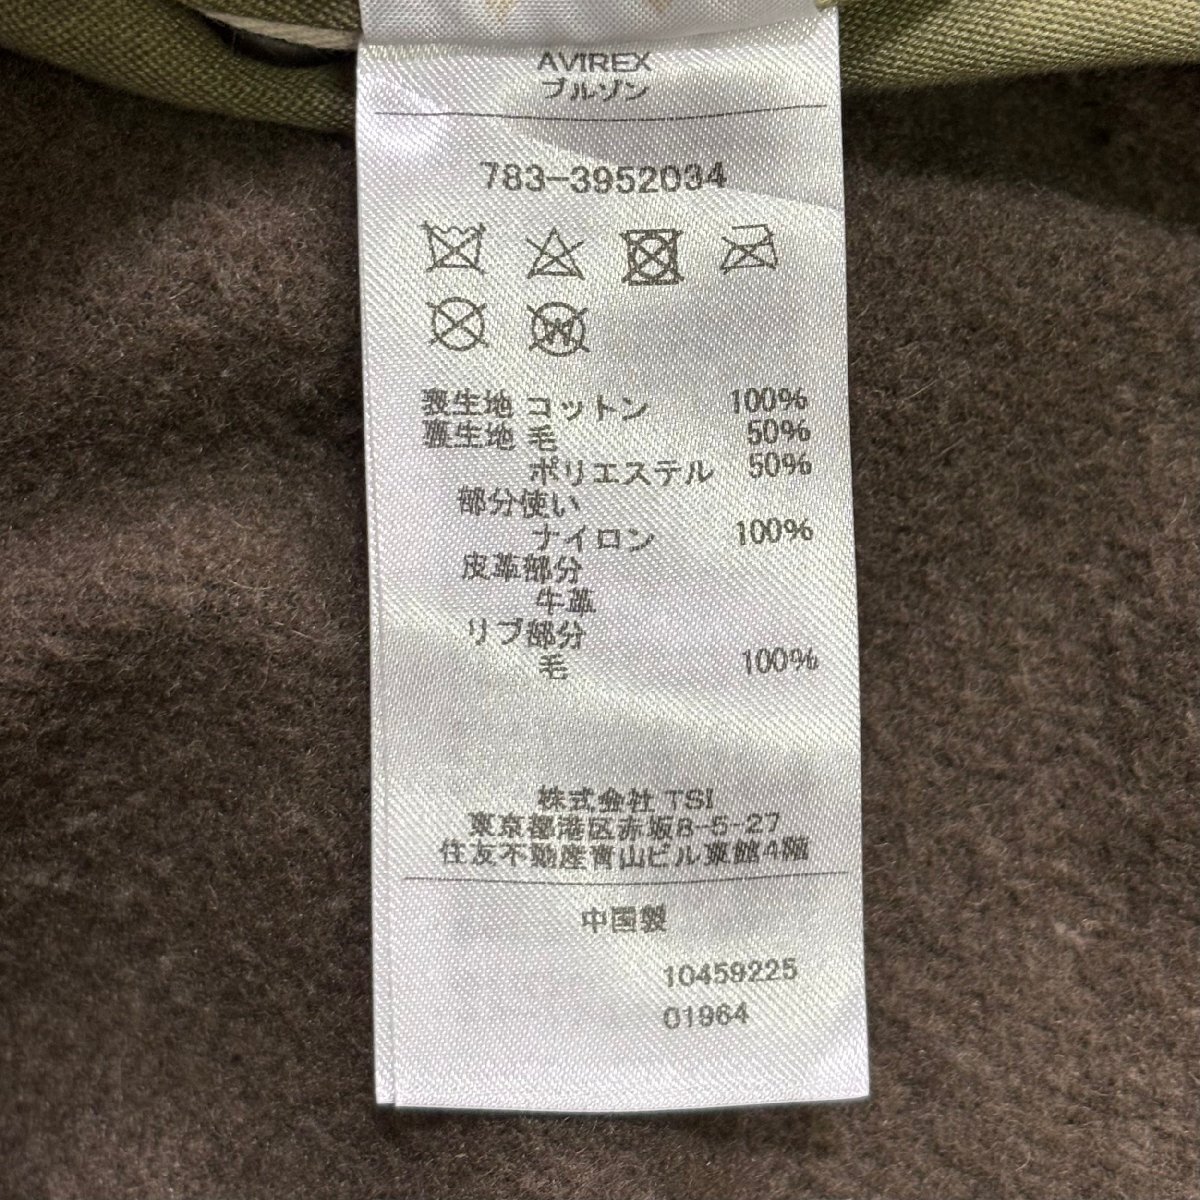 AVIREX
ブルゾン
783-3952034
W
表生地 コットン 100%
裏生地 毛 50%
ポリエステル 50%
部分使い
ナイロン 100%
皮革部分
牛革
リブ部分
毛 100%
株式会社 TSI
東京都港区赤坂8-5-27
住友不動産青山ビル東館4階
中国製
10459225
01964